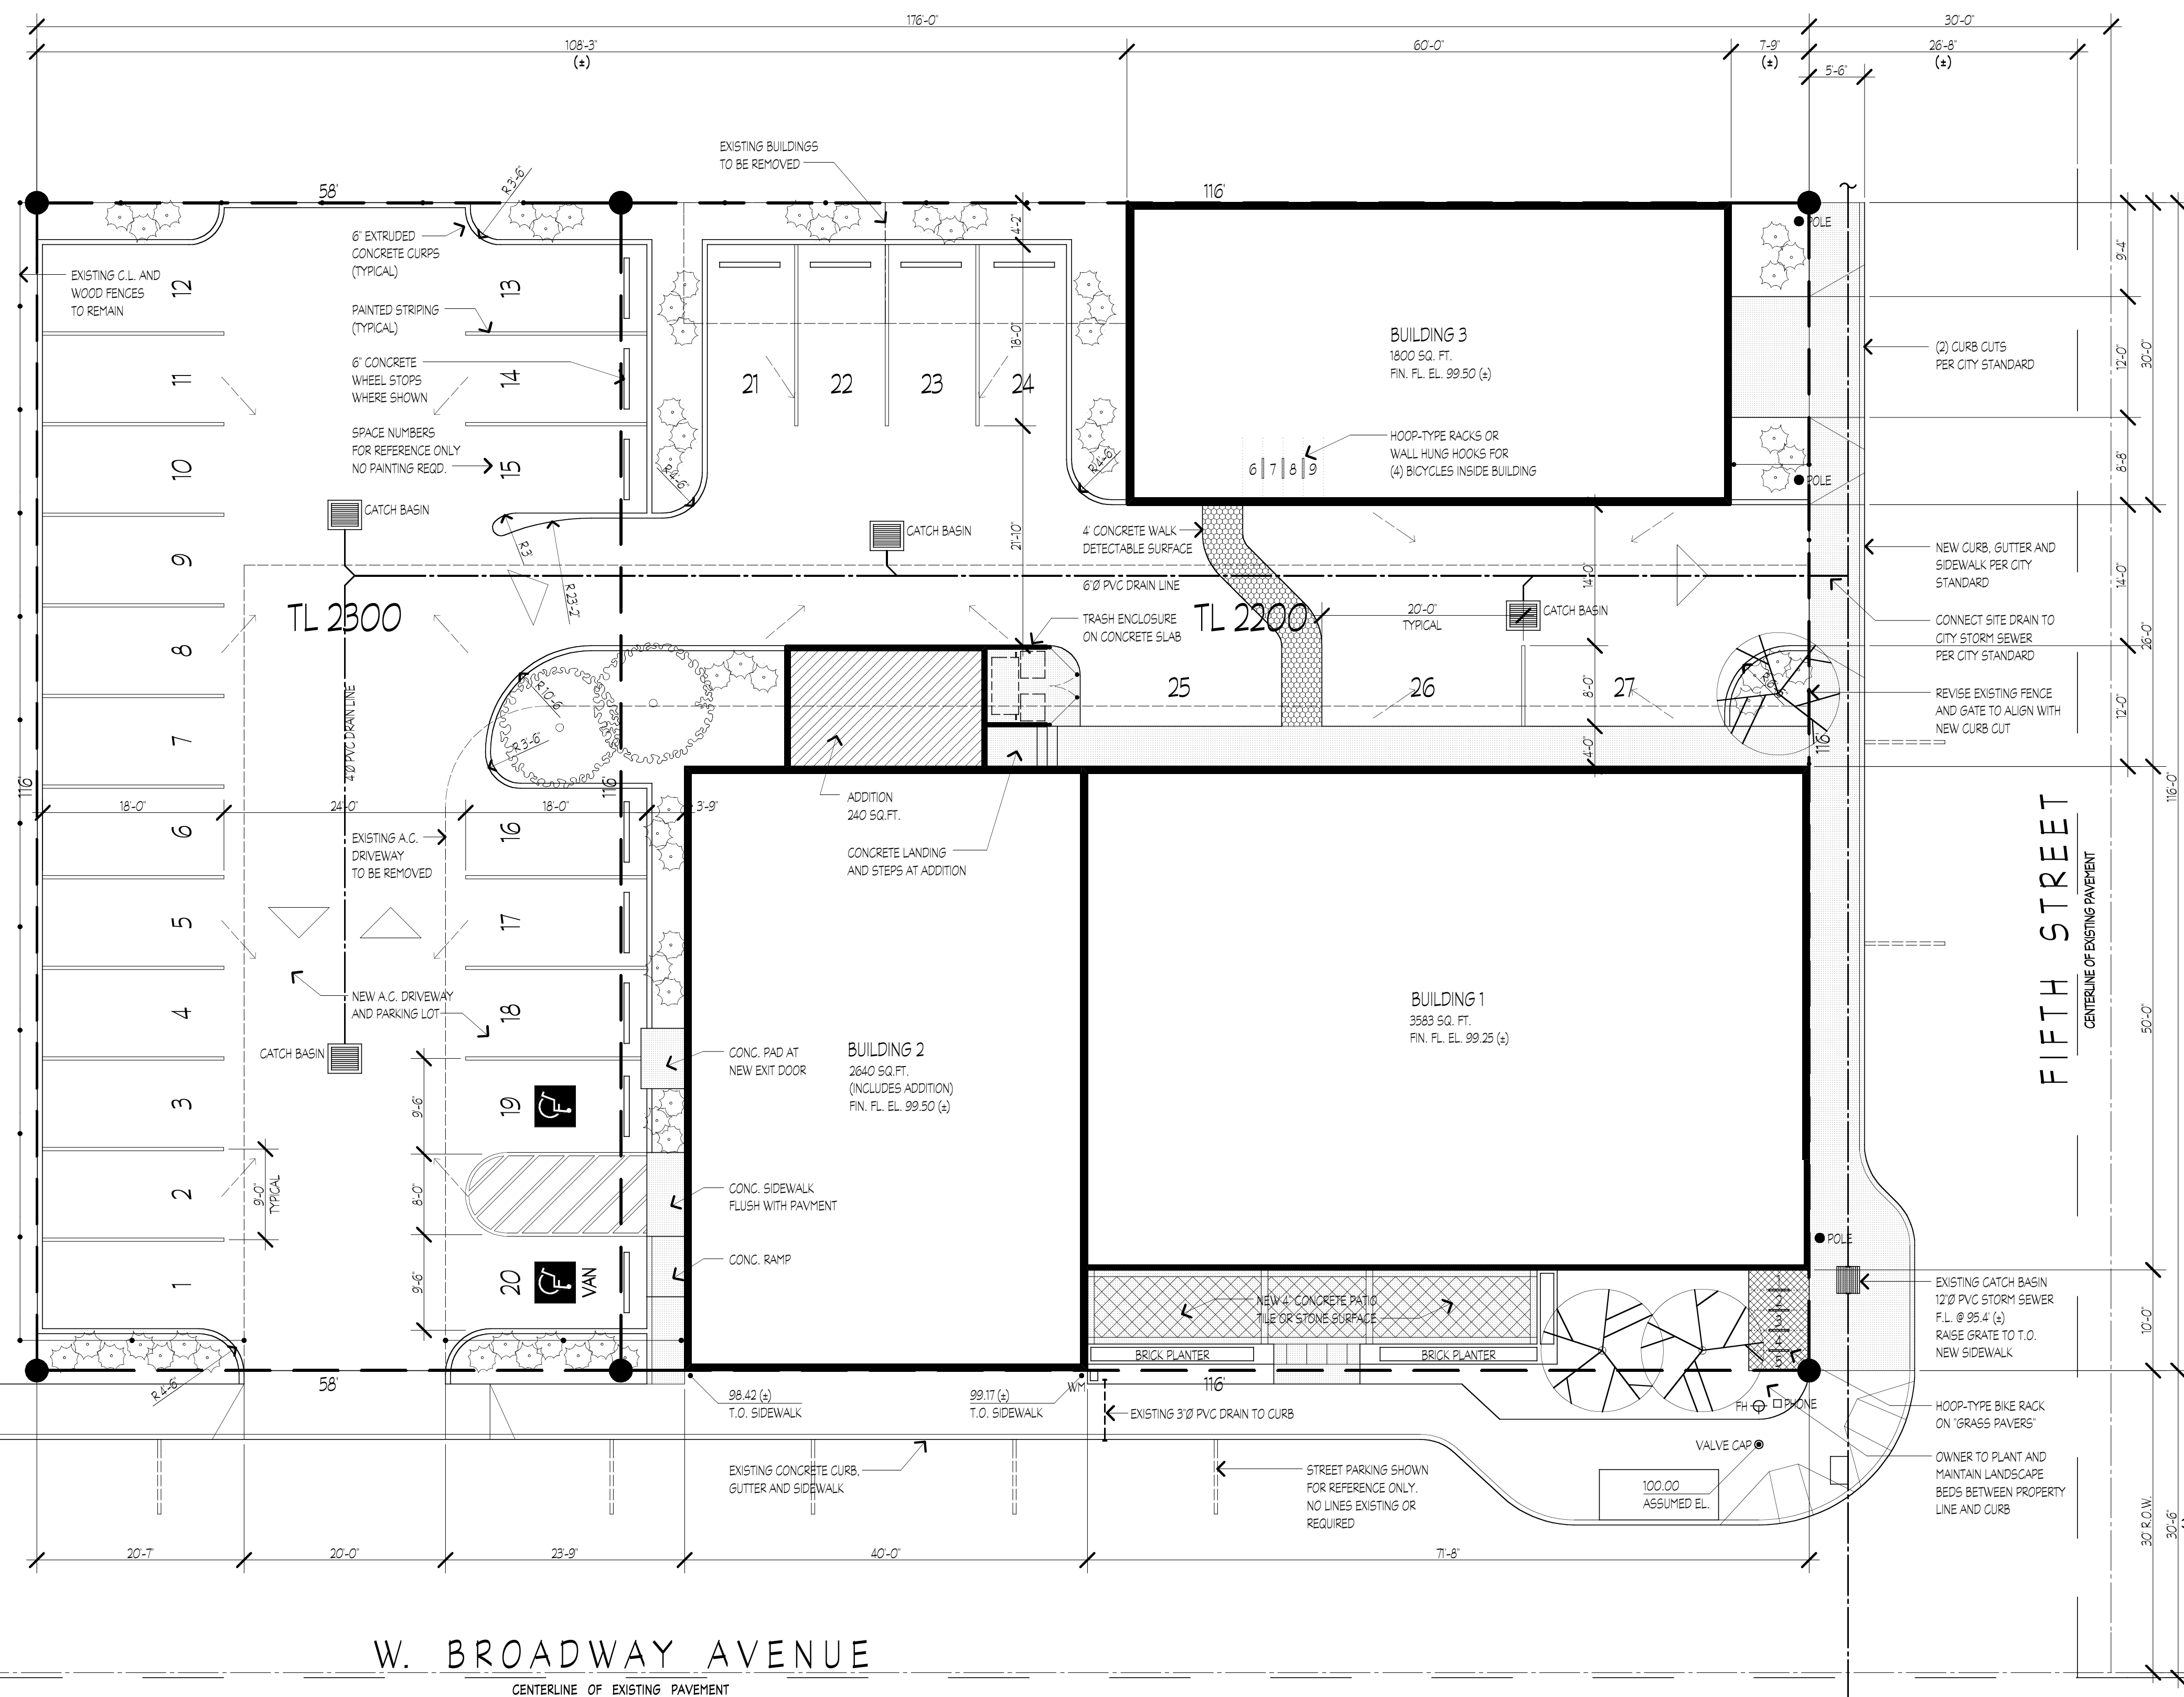 176'-0"
30'-0"
108'-3"
(±)
60'-0"
7'-9"
(±)
26'-8"
(±)
5'-6"
EXISTING BUILDINGS
TO BE REMOVED
58'
116'
R 3'-6"
4'-2"
POLE
6" EXTRUDED
CONCRETE CURPS
(TYPICAL)
EXISTING C.L. AND
WOOD FENCES
TO REMAIN
12
13
PAINTED STRIPING
(TYPICAL)
9'-4"
18'-0"
BUILDING 3
1800 SQ. FT.
FIN. FL. EL. 99.50 (±)
(2) CURB CUTS
PER CITY STANDARD
12'-0"
30'-0"
6" CONCRETE
WHEEL STOPS
WHERE SHOWN
11
14
21
22
23
24
SPACE NUMBERS
FOR REFERENCE ONLY
NO PAINTING REQD.
10
15
R 4'-6"
R 4'-6"
HOOP-TYPE RACKS OR
WALL HUNG HOOKS FOR
(4) BICYCLES INSIDE BUILDING
6 7 8 9
POLE
8'-8"
CATCH BASIN
CATCH BASIN
21'-10"
4' CONCRETE WALK
DETECTABLE SURFACE
NEW CURB, GUTTER AND
SIDEWALK PER CITY
STANDARD
9
R 3'
R 23'-2"
6"Ø PVC DRAIN LINE
14'-0"
14'-0"
TL 2300
TL 2200
TRASH ENCLOSURE
ON CONCRETE SLAB
20'-0"
TYPICAL
CATCH BASIN
CONNECT SITE DRAIN TO
CITY STORM SEWER
PER CITY STANDARD
26'-0"
8
R10'-6"
25
26
27
8'-0"
REVISE EXISTING FENCE
AND GATE TO ALIGN WITH
NEW CURB CUT
12'-0"
7
4"Ø PVC DRAIN LINE
R 3'-6"
4'-0"
116'
116'
116'
116'-0"
18'-0"
24'-0"
18'-0"
3'-9"
ADDITION
240 SQ.FT.
6
16
EXISTING A.C.
DRIVEWAY
TO BE REMOVED
CONCRETE LANDING
AND STEPS AT ADDITION
FIFTH STREET
CENTERLINE OF EXISTING PAVEMENT
5
17
NEW A.C. DRIVEWAY
AND PARKING LOT
4
18
BUILDING 1
3583 SQ. FT.
FIN. FL. EL. 99.25 (±)
50'-0"
CATCH BASIN
CONC. PAD AT
NEW EXIT DOOR
BUILDING 2
2640 SQ.FT.
(INCLUDES ADDITION)
FIN. FL. EL. 99.50 (±)
3
9'-6"
19
2
9'-0"
TYPICAL
8'-0"
CONC. SIDEWALK
FLUSH WITH PAVMENT
POLE
1
9'-6"
20
VAN
CONC. RAMP
NEW 4" CONCRETE PATIO
TILE OR STONE SURFACE
1
2
3
4
5
EXISTING CATCH BASIN
12"Ø PVC STORM SEWER
F.L. @ 95.4' (±)
RAISE GRATE TO T.O.
NEW SIDEWALK
10'-0"
BRICK PLANTER
BRICK PLANTER
R 4'-6"
58'
98.42 (±)
T.O. SIDEWALK
99.17 (±)
T.O. SIDEWALK
WM
116'
EXISTING 3"Ø PVC DRAIN TO CURB
FH
PHONE
HOOP-TYPE BIKE RACK
ON "GRASS PAVERS"
VALVE CAP
EXISTING CONCRETE CURB,
GUTTER AND SIDEWALK
STREET PARKING SHOWN
FOR REFERENCE ONLY.
NO LINES EXISTING OR
REQUIRED
100.00
ASSUMED EL.
OWNER TO PLANT AND
MAINTAIN LANDSCAPE
BEDS BETWEEN PROPERTY
LINE AND CURB
30' R.O.W.
30'-6"
20'-7"
20'-0"
23'-9"
40'-0"
71'-8"
W. BROADWAY AVENUE
CENTERLINE OF EXISTING PAVEMENT